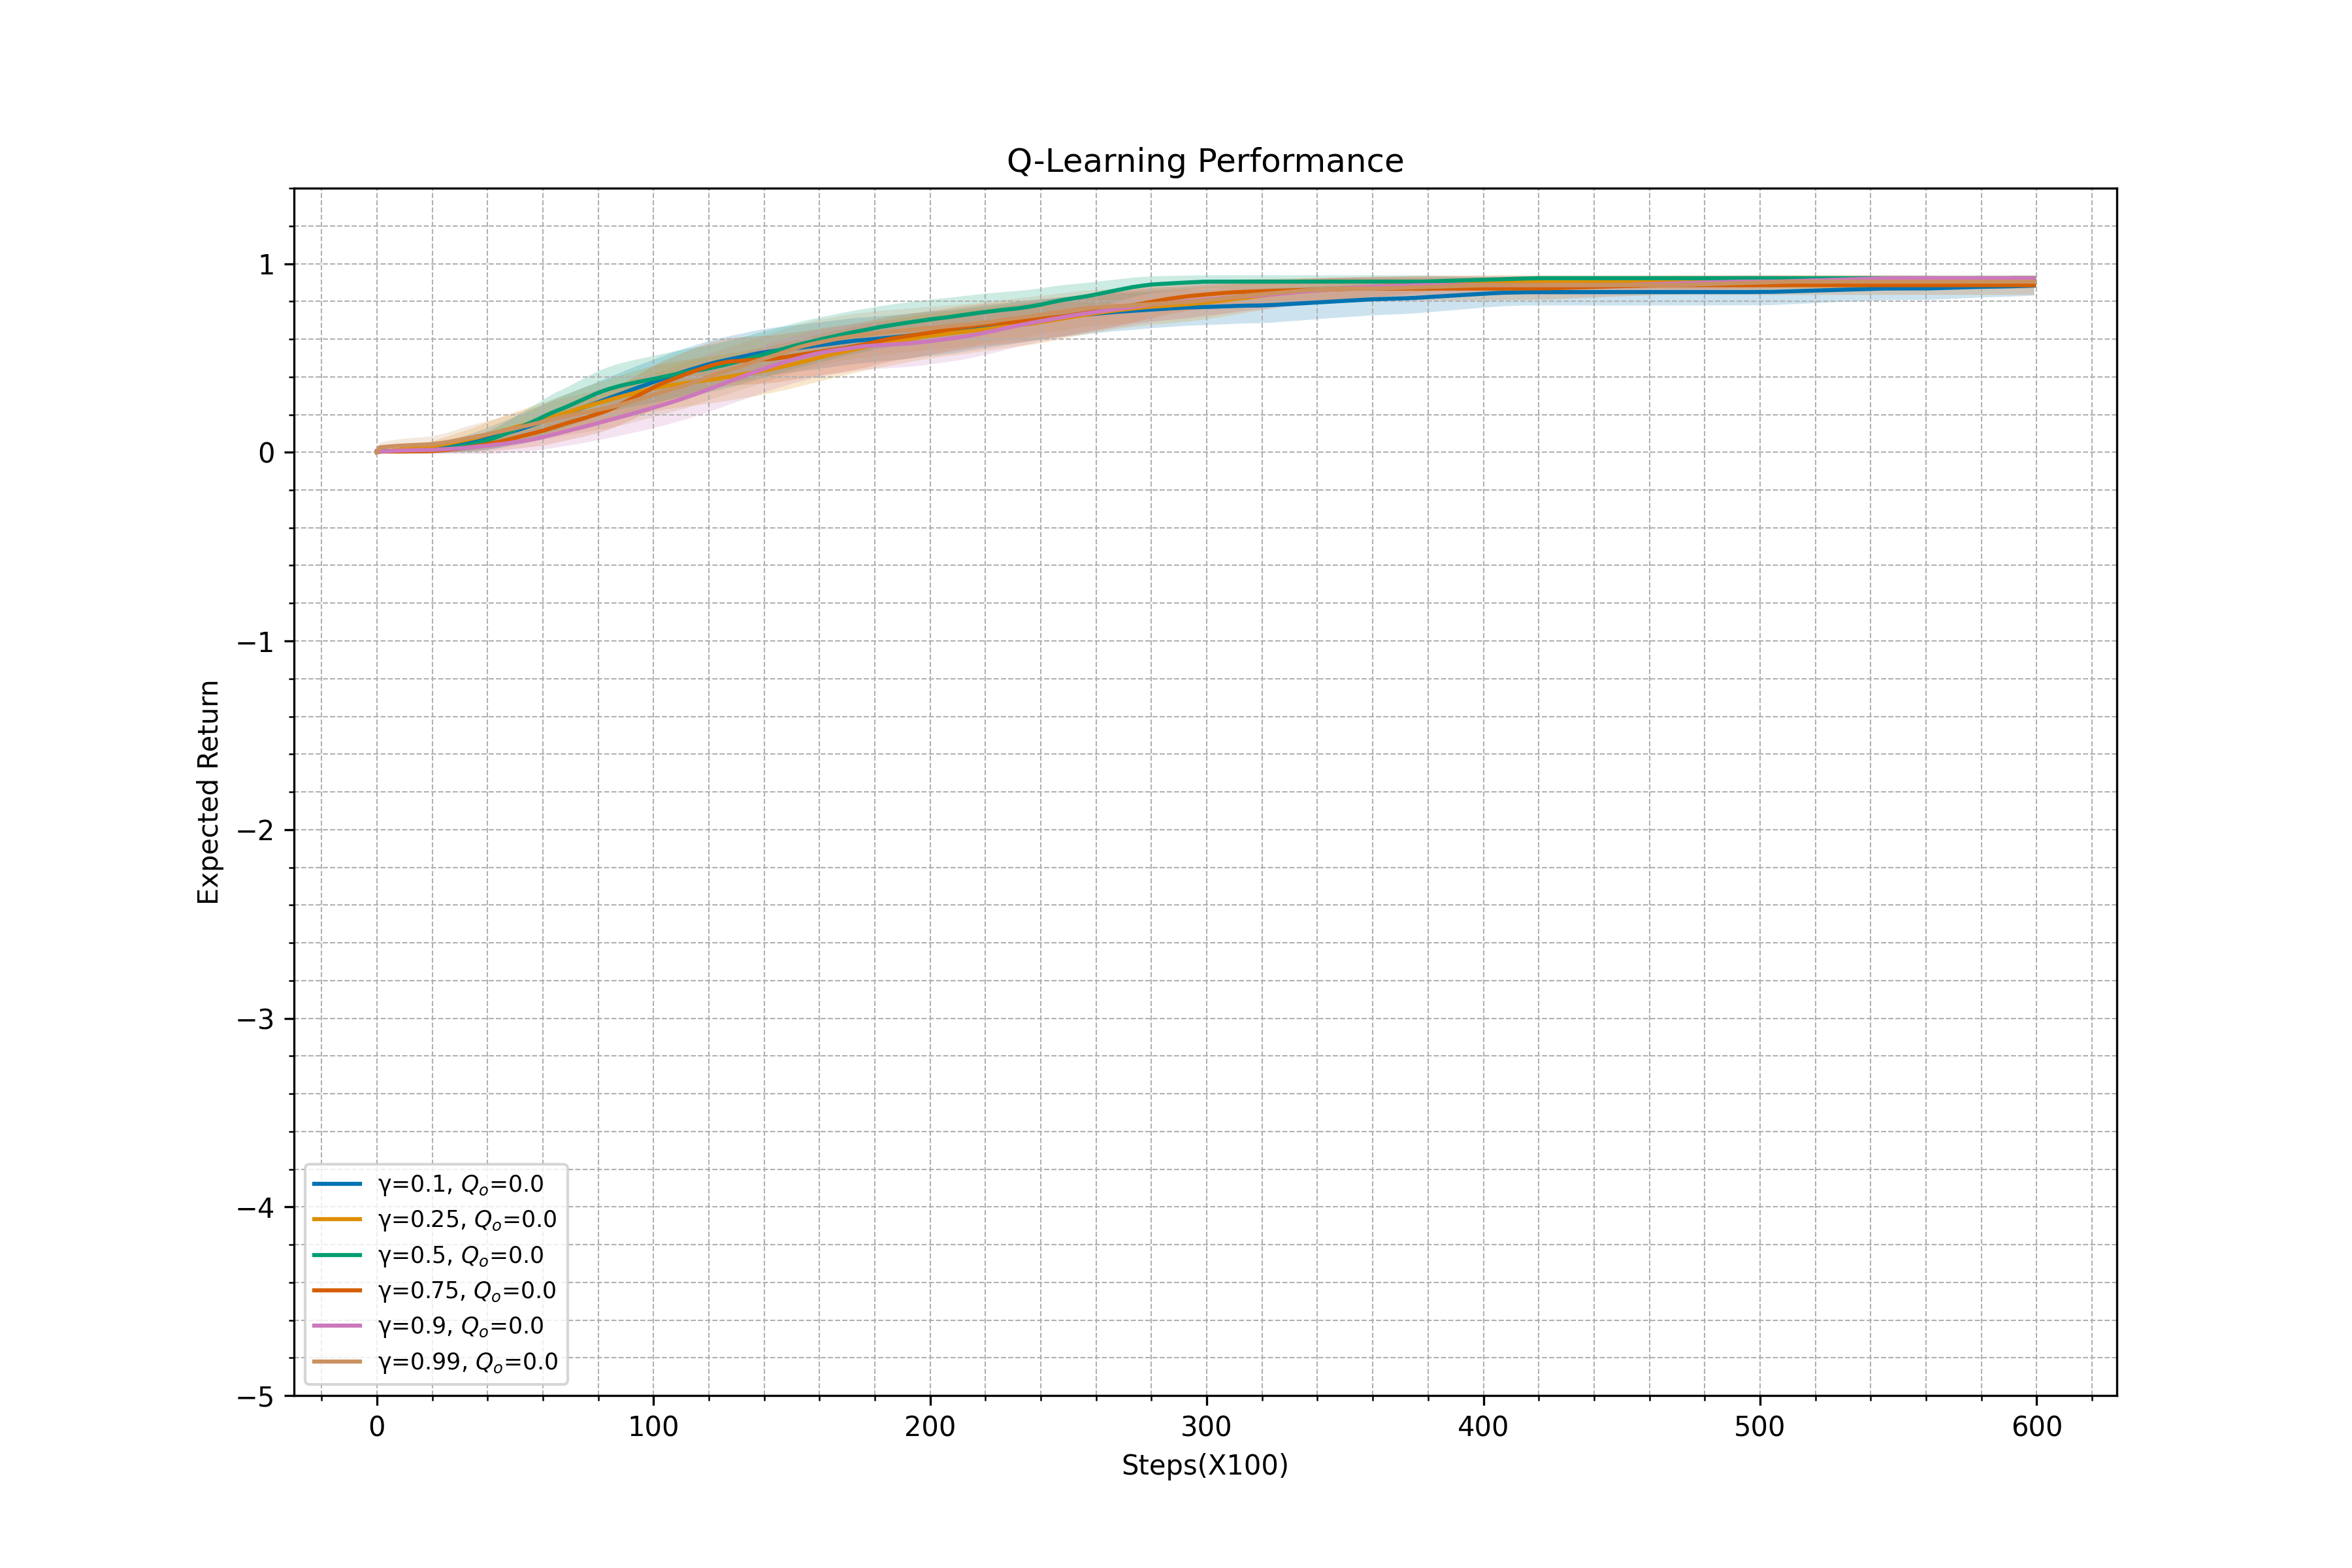 Q-Learning Performance
Expected Return
1
0
−1
−2
−3
−4
−5
γ=0.1, Qo=0.0
γ=0.25, Qo=0.0
γ=0.5, Qo=0.0
γ=0.75, Qo=0.0
γ=0.9, Qo=0.0
γ=0.99, Qo=0.0
0 100 200 300 400 500 600
Steps(X100)